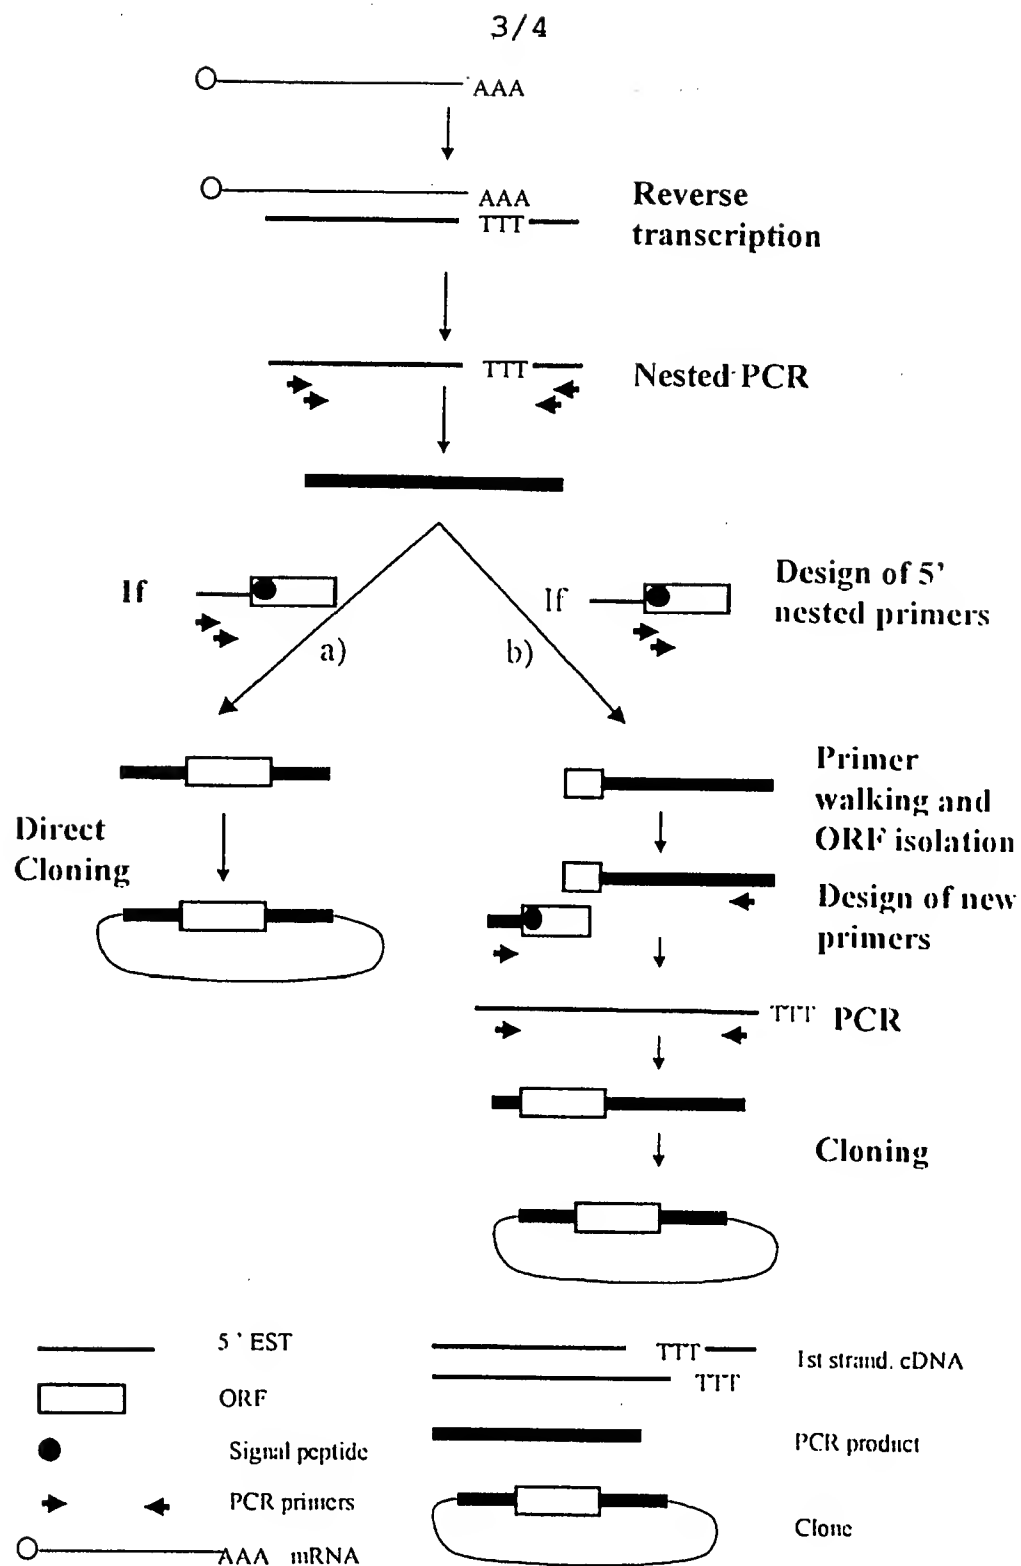 3/4
AAA
AAA
TTT
Reverse
transcription
TTT
Nested PCR
If
If
Design of 5'
nested primers
a)
b)
Primer
walking and
ORF isolation
Direct
Cloning
Design of new
primers
TTT PCR
Cloning
5' EST
ORF
Signal peptide
PCR primers
AAA mRNA
TTT
TTT
1st strand. cDNA
PCR product
Clone